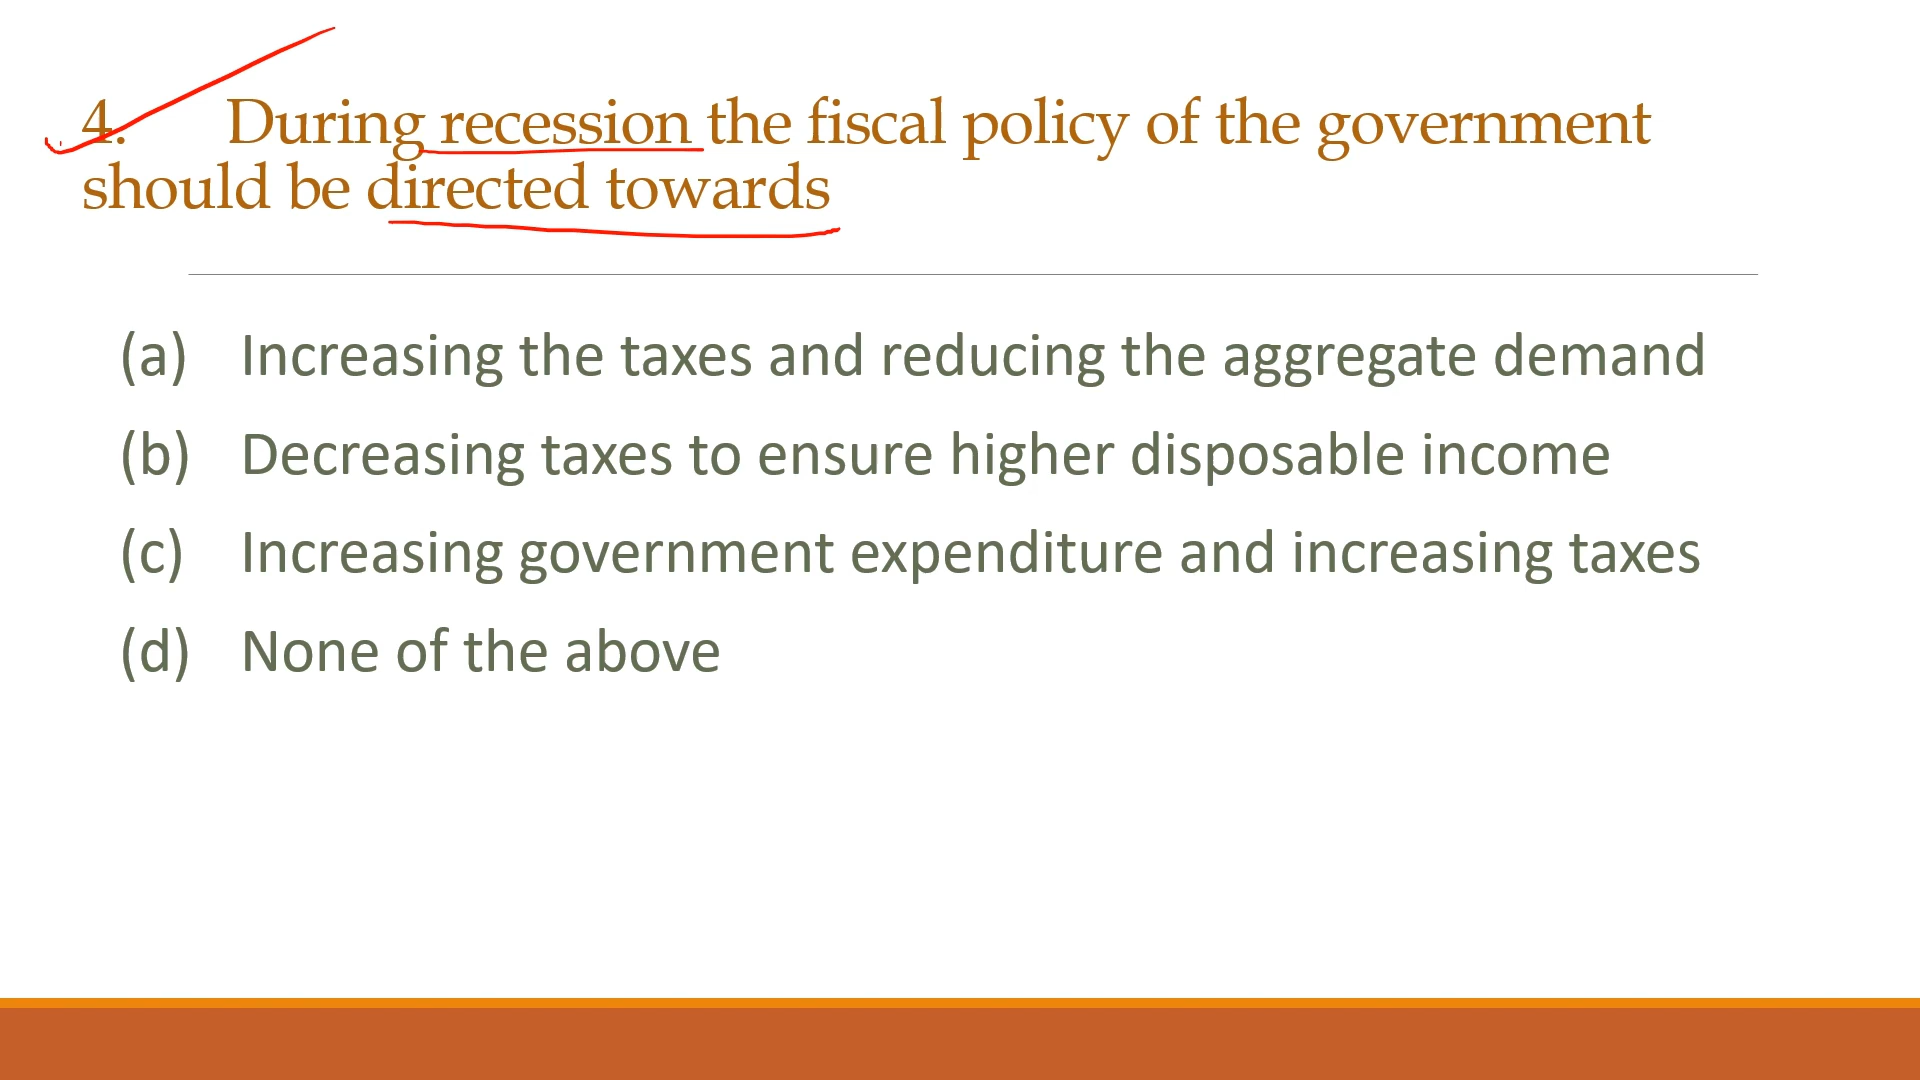 4. During recession the fiscal policy of the government
should be directed towards
(a) Increasing the taxes and reducing the aggregate demand
(b) Decreasing taxes to ensure higher disposable income
(c) Increasing government expenditure and increasing taxes
(d) None of the above